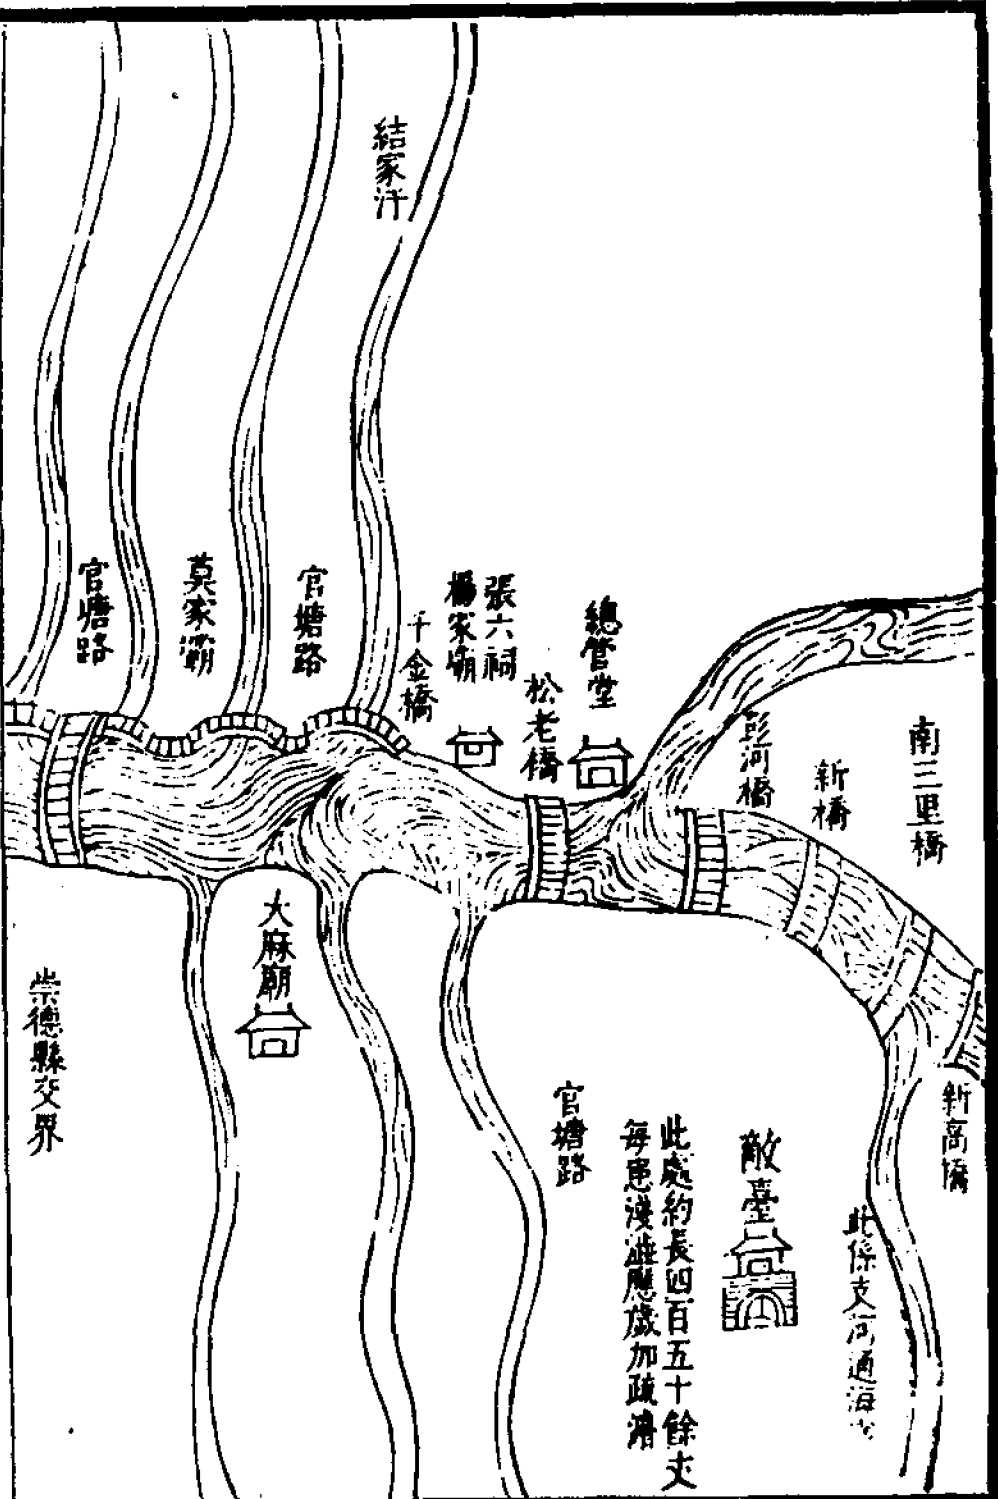 南三里橋
新高橋
新橋
彭河橋
此係支河通海
敵臺
此處約長四百五十餘丈
每患淺澁應歲加疏濬
總管堂
松老橋
官塘路
張六祠
楊家廟
千金橋
結家汙
官塘路
大麻廟
莫家壩
官塘路
崇德縣交界